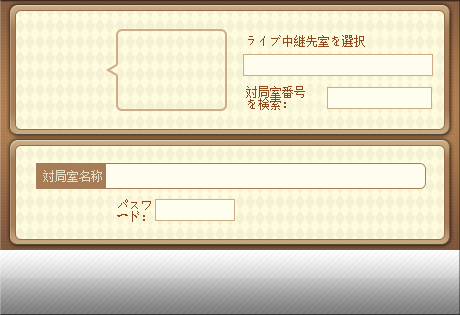 ライブ中継先室を選択
対局室番号
を検索：
対局室名称
パスワ
ード：